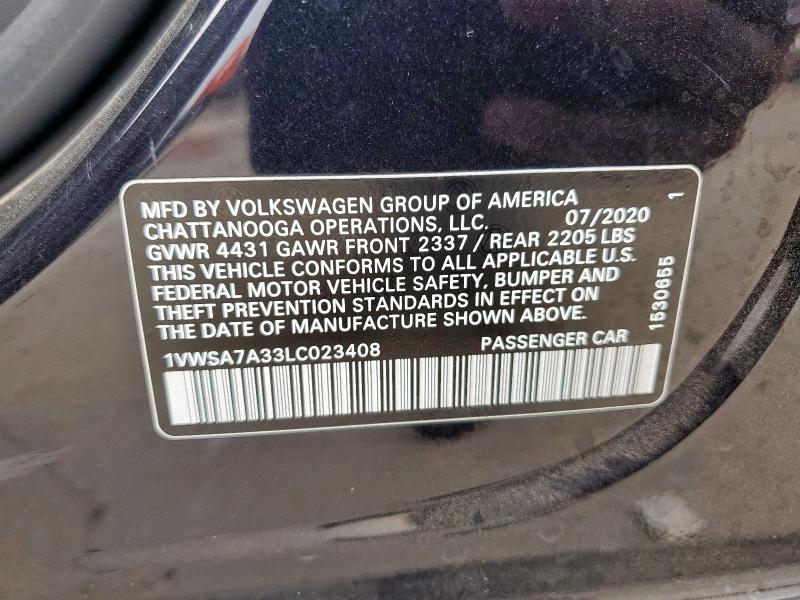 MFD BY VOLKSWAGEN GROUP OF AMERICA
CHATTANOOGA OPERATIONS, LLC. 07/2020
GVWR 4431 GAWR FRONT 2337 / REAR 2205 LBS
THIS VEHICLE CONFORMS TO ALL APPLICABLE U.S.
FEDERAL MOTOR VEHICLE SAFETY, BUMPER AND
THEFT PREVENTION STANDARDS IN EFFECT ON
THE DATE OF MANUFACTURE SHOWN ABOVE.
1VWSA7A33LC023408 PASSENGER CAR
1530655 1